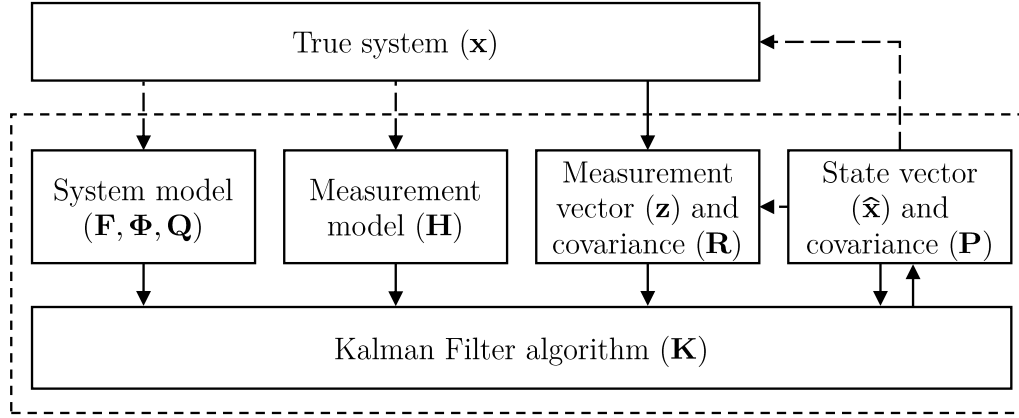 True system (𝐱)
System model
(𝐅, 𝚽, 𝐐)
Measurement
model (𝐇)
Measurement
vector (𝐳) and
covariance (𝐑)
State vector
(𝐱̂) and
covariance (𝐏)
Kalman Filter algorithm (𝐊)